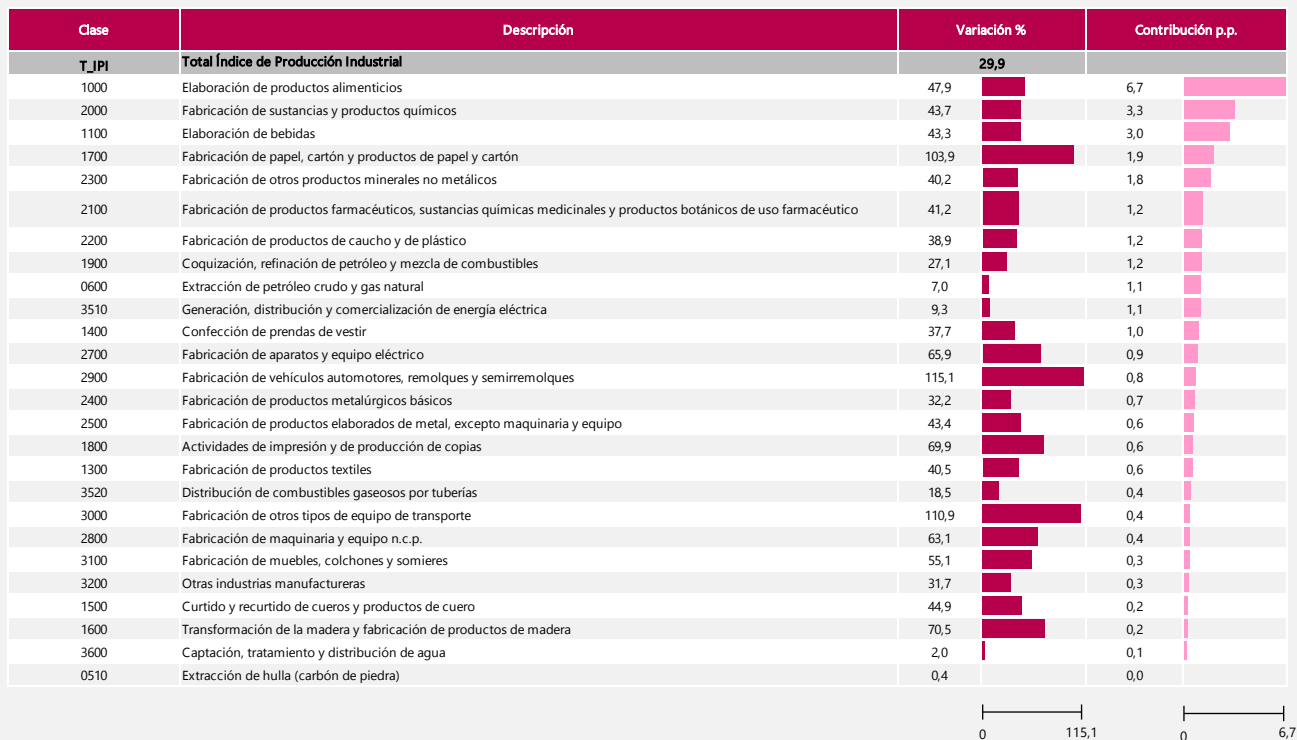 Clase Descripción Variación % Contribución p.p.
T_IPI Total Índice de Producción Industrial 29,9
1000 Elaboración de productos alimenticios 47,9 6,7
2000 Fabricación de sustancias y productos químicos 43,7 3,3
1100 Elaboración de bebidas 43,3 3,0
1700 Fabricación de papel, cartón y productos de papel y cartón 103,9 1,9
2300 Fabricación de otros productos minerales no metálicos 40,2 1,8
2100 Fabricación de productos farmacéuticos, sustancias químicas medicinales y productos botánicos de uso farmacéutico 41,2 1,2
2200 Fabricación de productos de caucho y de plástico 38,9 1,2
1900 Coquización, refinación de petróleo y mezcla de combustibles 27,1 1,2
0600 Extracción de petróleo crudo y gas natural 7,0 1,1
3510 Generación, distribución y comercialización de energía eléctrica 9,3 1,1
1400 Confección de prendas de vestir 37,7 1,0
2700 Fabricación de aparatos y equipo eléctrico 65,9 0,9
2900 Fabricación de vehículos automotores, remolques y semirremolques 115,1 0,8
2400 Fabricación de productos metalúrgicos básicos 32,2 0,7
2500 Fabricación de productos elaborados de metal, excepto maquinaria y equipo 43,4 0,6
1800 Actividades de impresión y de producción de copias 69,9 0,6
1300 Fabricación de productos textiles 40,5 0,6
3520 Distribución de combustibles gaseosos por tuberías 18,5 0,4
3000 Fabricación de otros tipos de equipo de transporte 110,9 0,4
2800 Fabricación de maquinaria y equipo n.c.p. 63,1 0,4
3100 Fabricación de muebles, colchones y somieres 55,1 0,3
3200 Otras industrias manufactureras 31,7 0,3
1500 Curtido y recurtido de cueros y productos de cuero 44,9 0,2
1600 Transformación de la madera y fabricación de productos de madera 70,5 0,2
3600 Captación, tratamiento y distribución de agua 2,0 0,1
0510 Extracción de hulla (carbón de piedra) 0,4 0,0
0 115,1 0 6,7